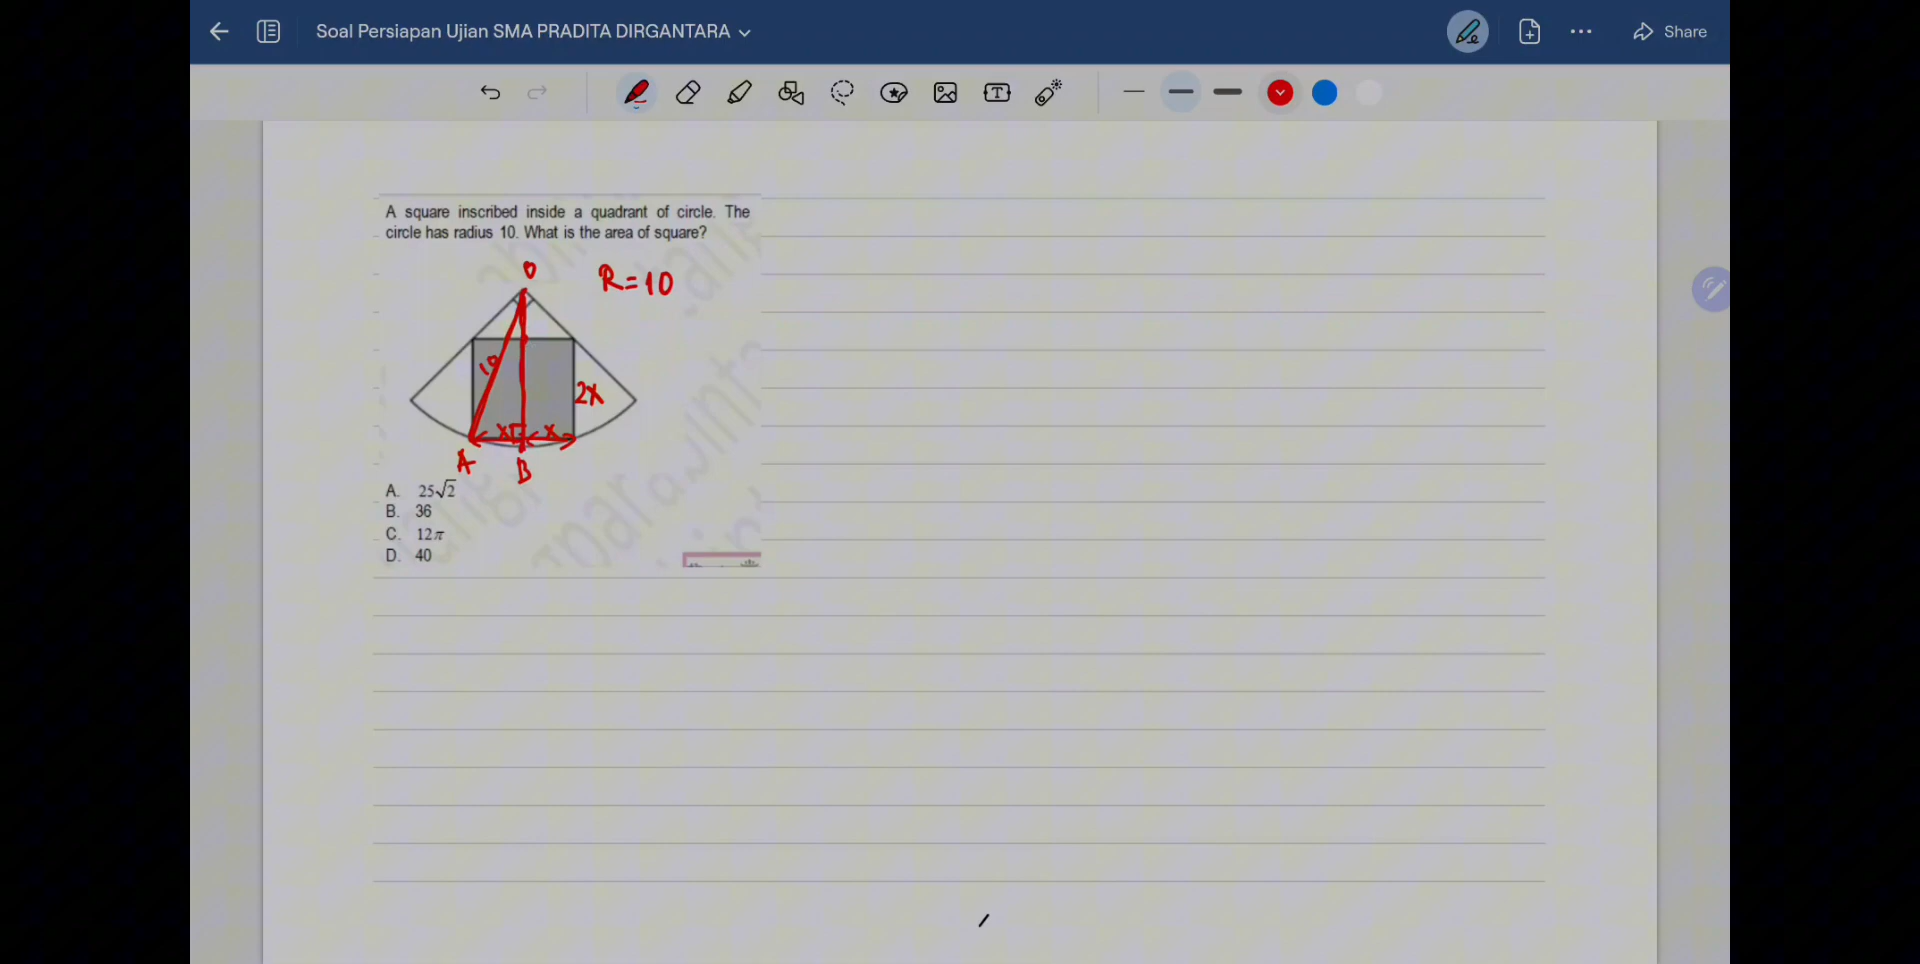 Soal Persiapan Ujian SMA PRADITA DIRGANTARA
Share
A square inscribed inside a quadrant of circle. The
circle has radius 10. What is the area of square?
O
R=10
10
2x
x
x
A
B
A. 25√2
B. 36
C. 12π
D. 40